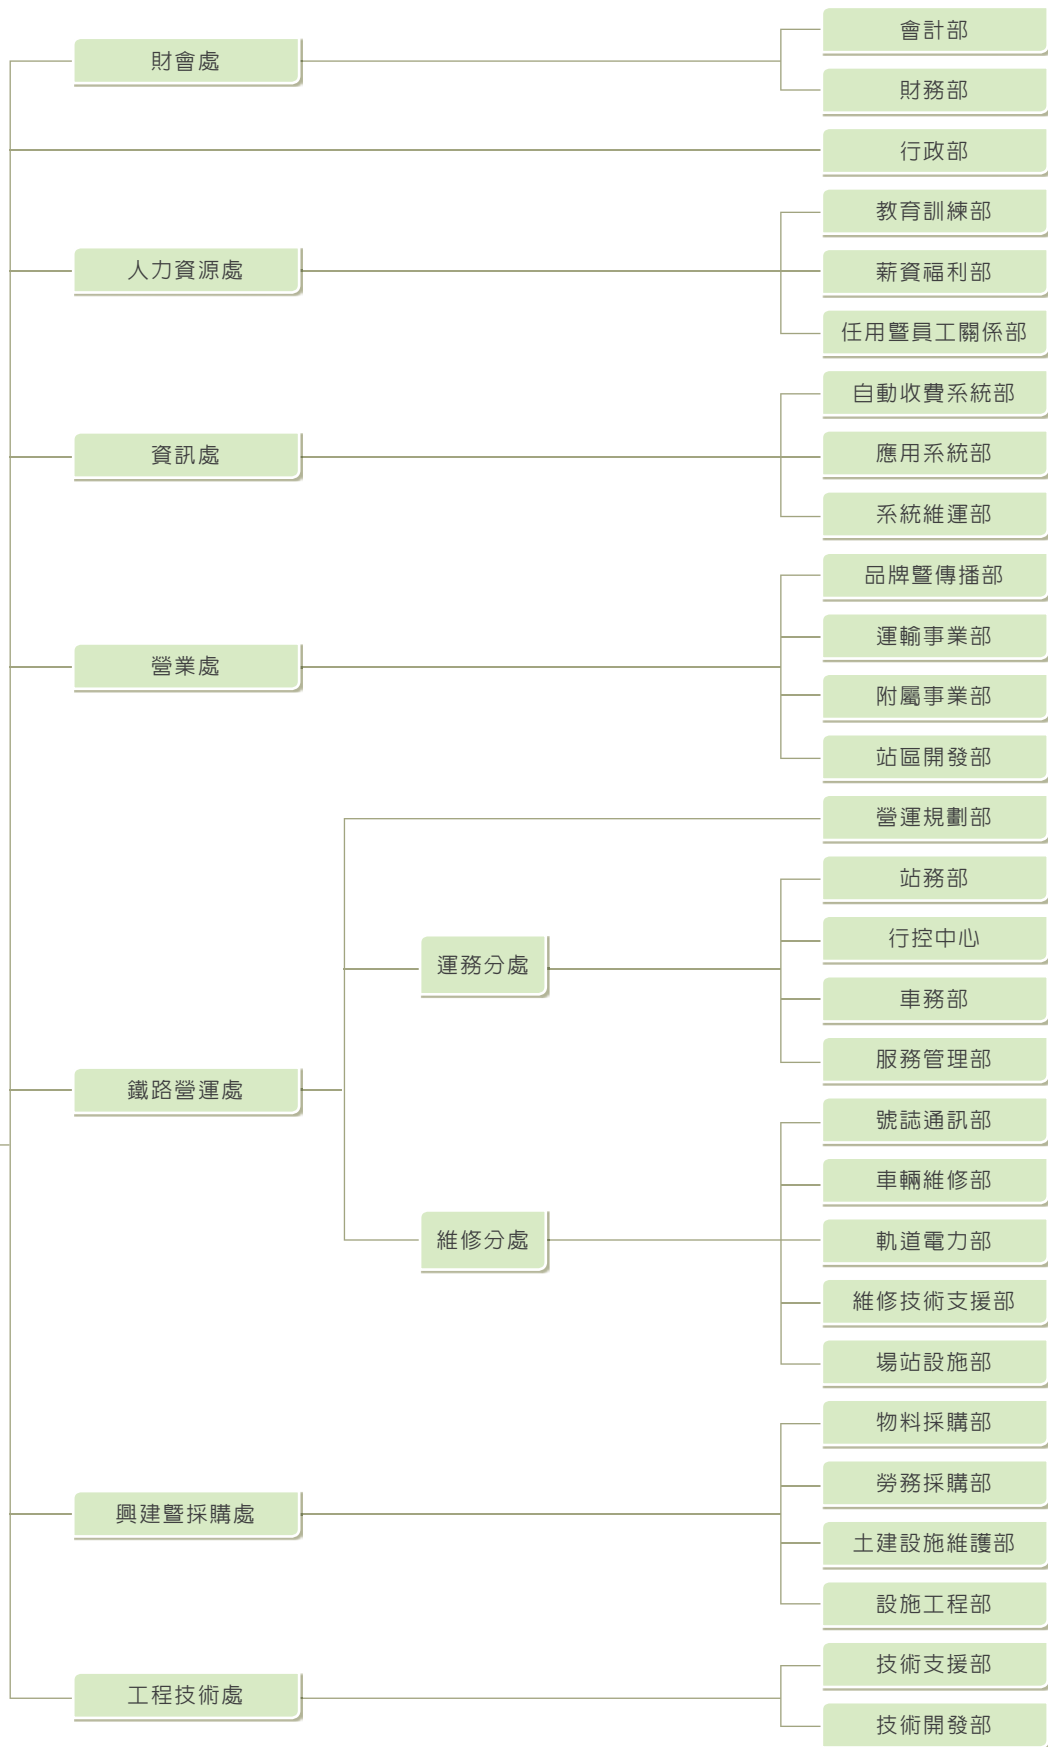 財會處
會計部
財務部
行政部
人力資源處
教育訓練部
薪資福利部
任用暨員工關係部
資訊處
自動收費系統部
應用系統部
系統維運部
營業處
品牌暨傳播部
運輸事業部
附屬事業部
站區開發部
鐵路營運處
營運規劃部
運務分處
站務部
行控中心
車務部
服務管理部
維修分處
號誌通訊部
車輛維修部
軌道電力部
維修技術支援部
場站設施部
興建暨採購處
物料採購部
勞務採購部
土建設施維護部
設施工程部
工程技術處
技術支援部
技術開發部